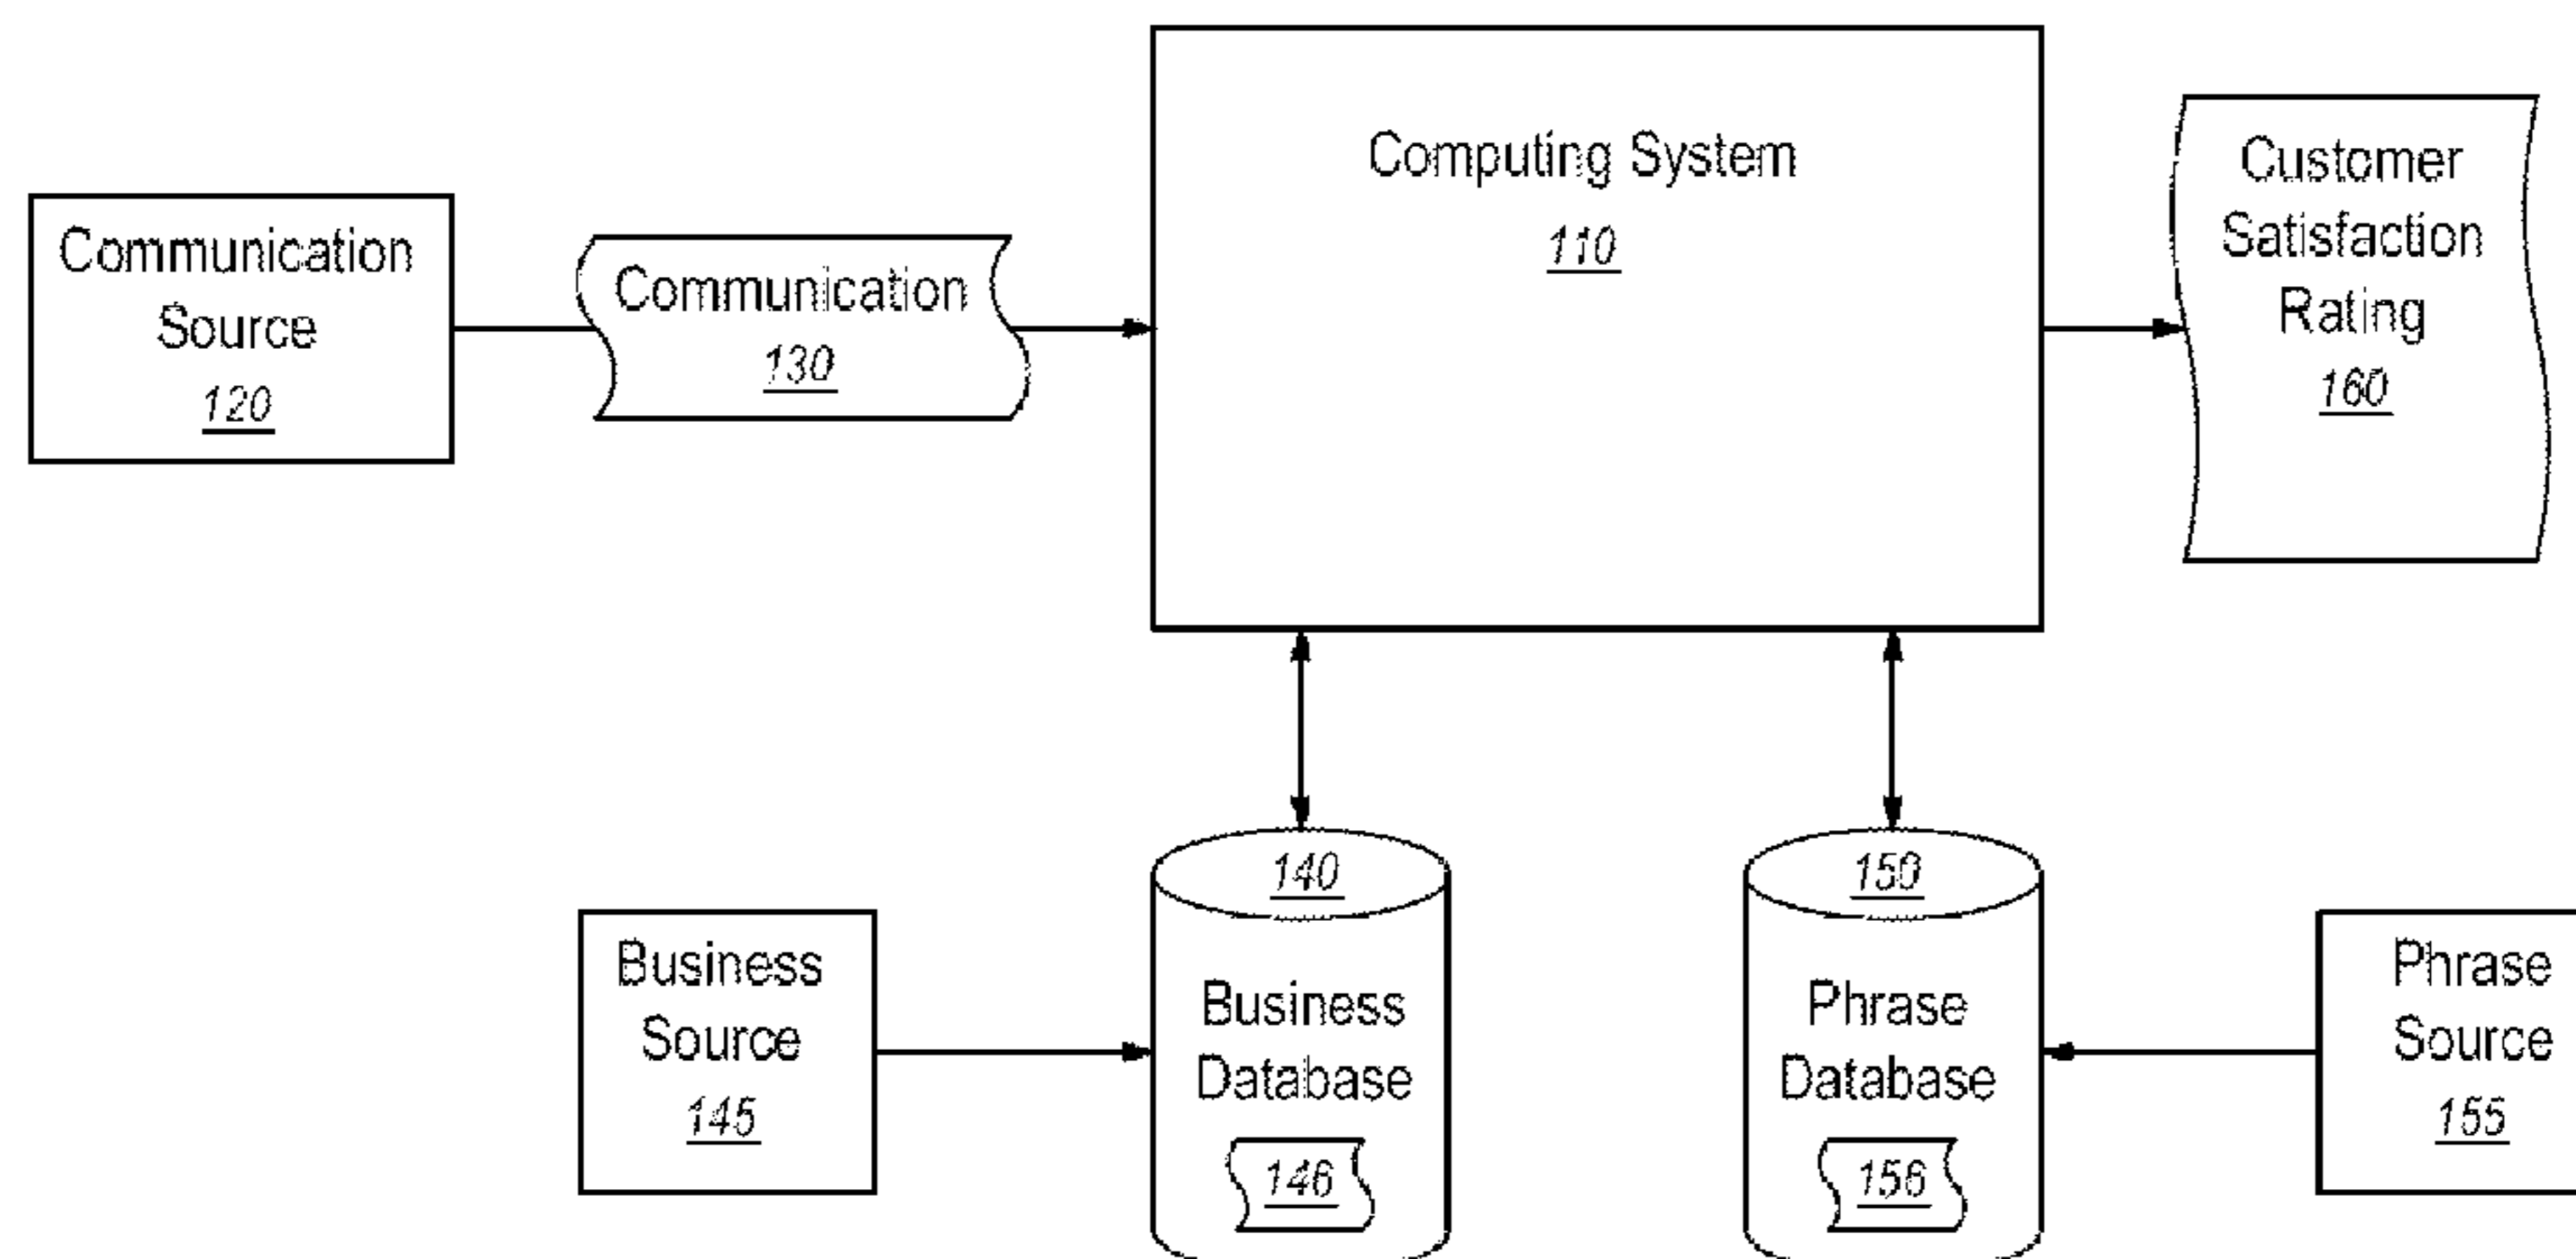 Computing System
110
Communication
Source
120
Communication
130
Customer
Satisfaction
Rating
160
140
Business
Database
146
150
Phrase
Database
156
Business
Source
145
Phrase
Source
155